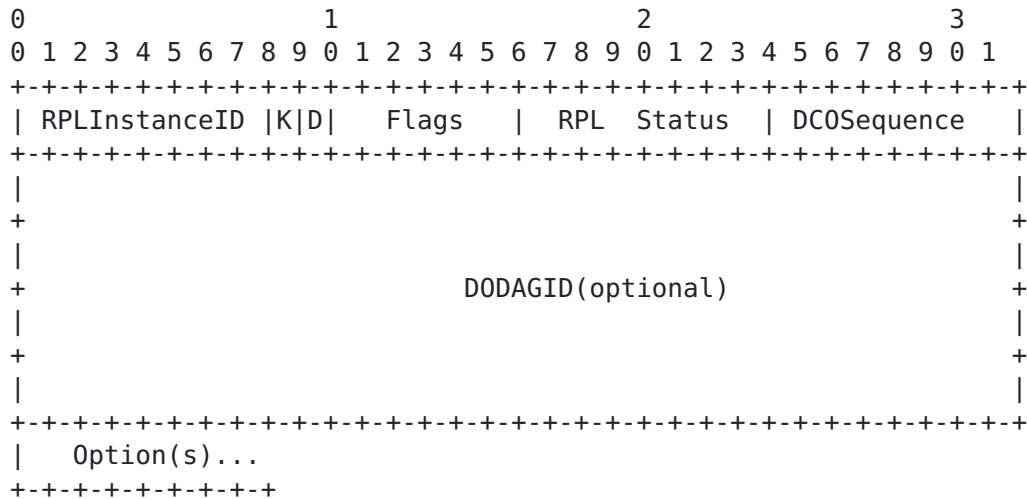 0                   1                   2                   3
0 1 2 3 4 5 6 7 8 9 0 1 2 3 4 5 6 7 8 9 0 1 2 3 4 5 6 7 8 9 0 1
+-+-+-+-+-+-+-+-+-+-+-+-+-+-+-+-+-+-+-+-+-+-+-+-+-+-+-+-+-+-+-+-+
| RPLInstanceID |K|D|   Flags   |  RPL  Status  | DCOSequence   |
+-+-+-+-+-+-+-+-+-+-+-+-+-+-+-+-+-+-+-+-+-+-+-+-+-+-+-+-+-+-+-+-+
|                                                               |
+                                                               +
|                                                               |
+                            DODAGID(optional)                  +
|                                                               |
+                                                               +
|                                                               |
+-+-+-+-+-+-+-+-+-+-+-+-+-+-+-+-+-+-+-+-+-+-+-+-+-+-+-+-+-+-+-+-+
|   Option(s)...
+-+-+-+-+-+-+-+-+